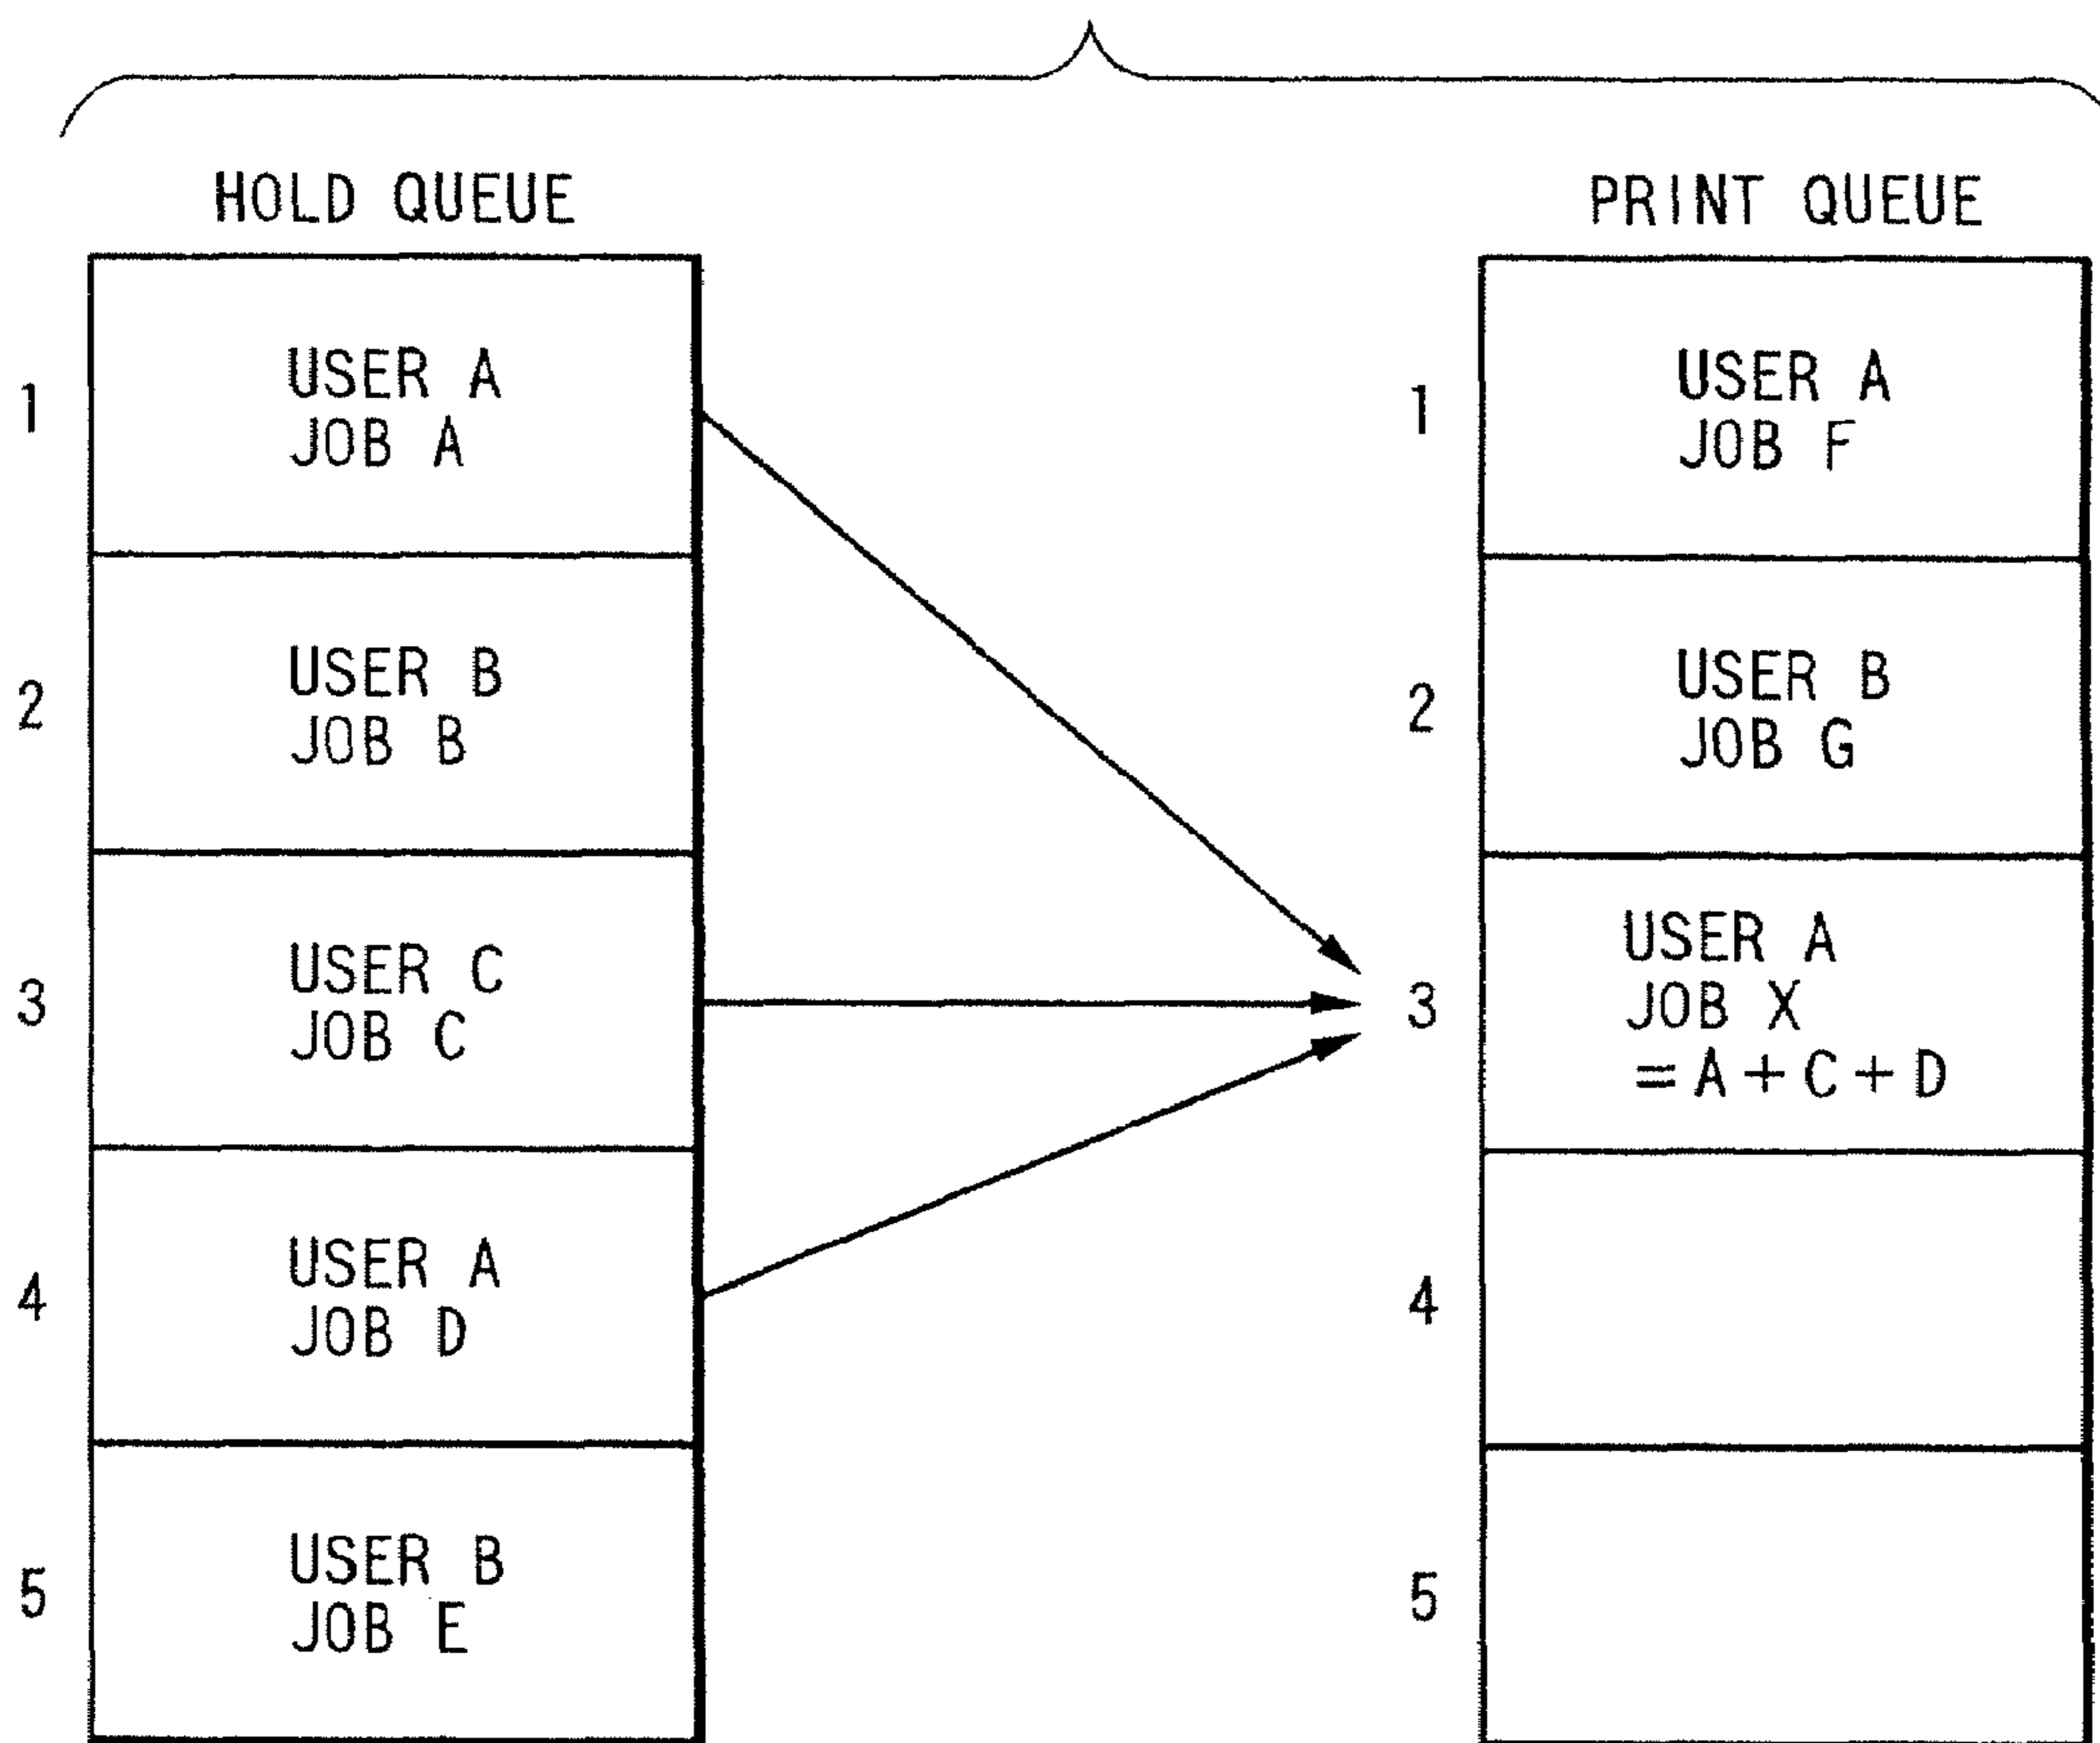 HOLD QUEUE
1
USER A
JOB A
2
USER B
JOB B
3
USER C
JOB C
4
USER A
JOB D
5
USER B
JOB E
PRINT QUEUE
1
USER A
JOB F
2
USER B
JOB G
3
USER A
JOB X
=A+C+D
4
5